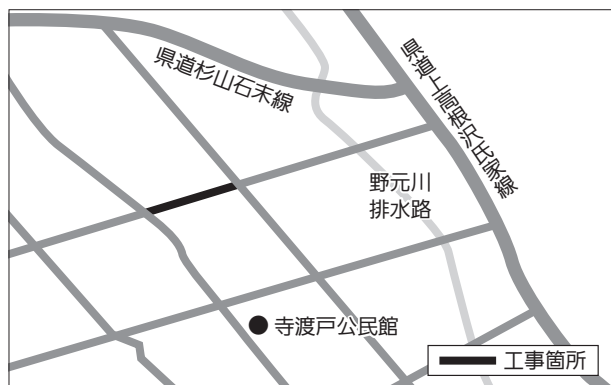 県道杉山石末線
県道上高根沢氏家線
野元川
排水路
寺渡戸公民館
工事箇所